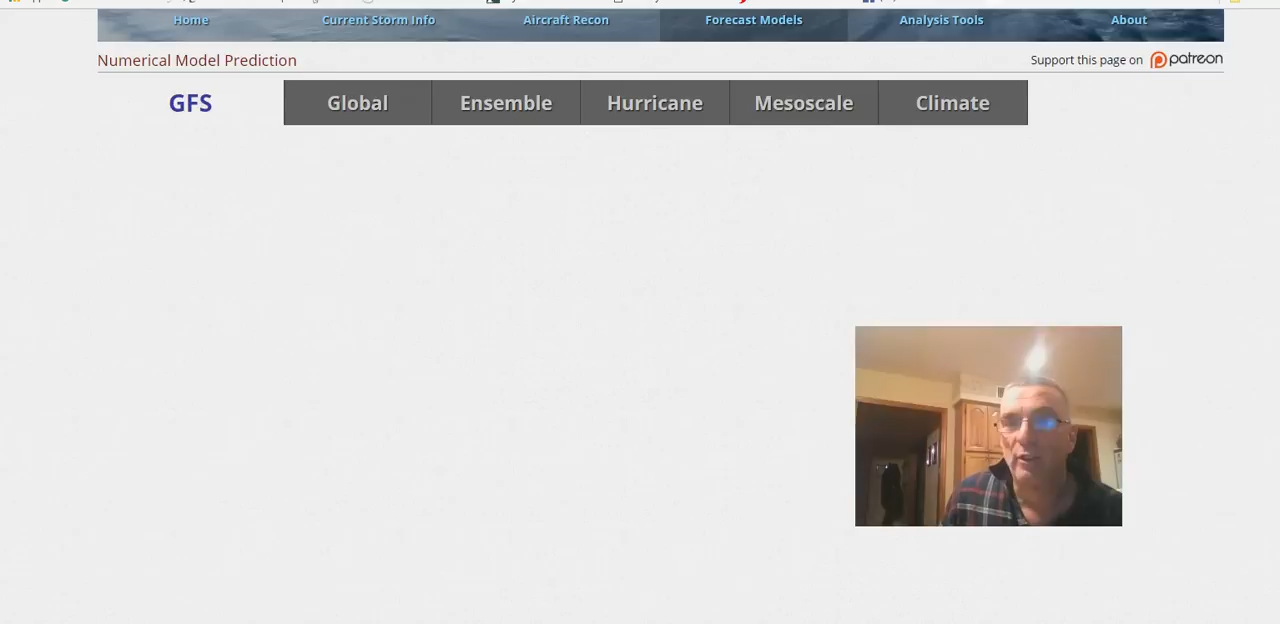 Home Current Storm Info Aircraft Recon Forecast Models Analysis Tools About
Numerical Model Prediction Support this page on patreon
GFS Global Ensemble Hurricane Mesoscale Climate